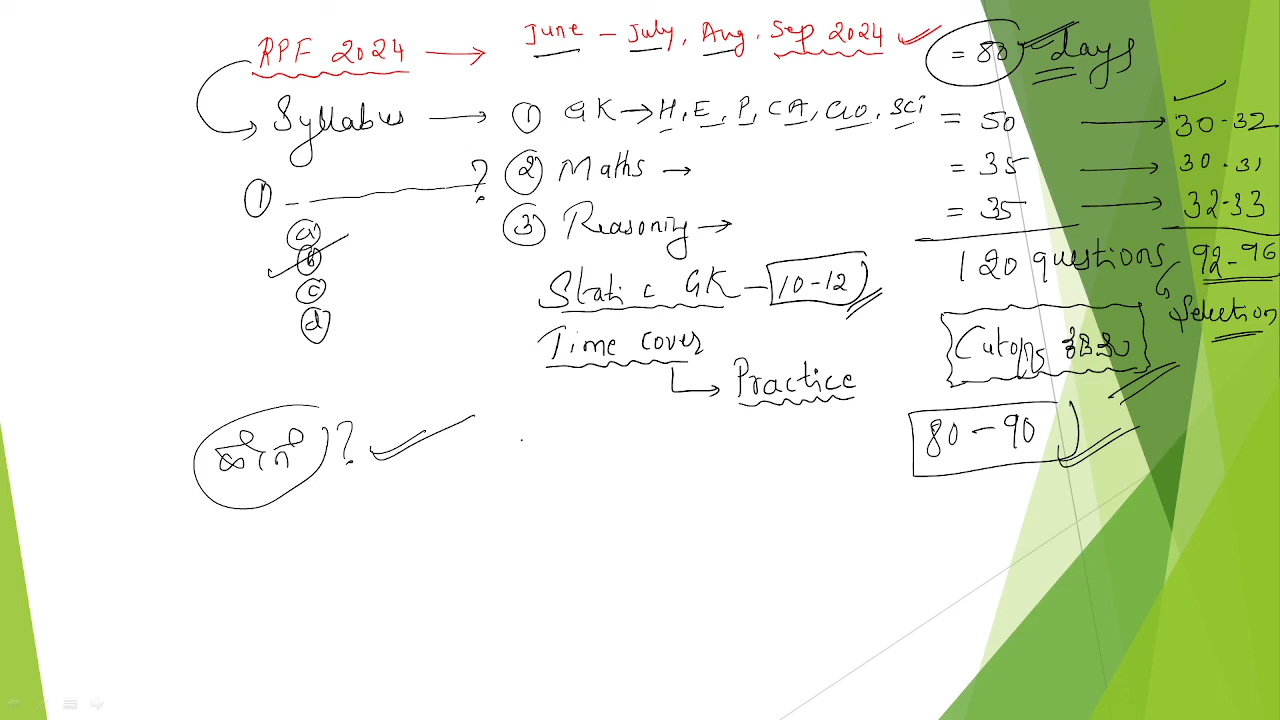 RPF 2024 → June - July, Aug, Sep 2024 = 80 days
Syllabus → ① GK → H, E, P, CA, GEO, SCI = 50 → 30-32
② Maths → = 35 → 30-31
③ Reasoning → = 35 → 32-33
120 questions 92-96
Selection
① ?
ⓐ
ⓑ
ⓒ
ⓓ
Static GK - 10-12
Time cover
Practice
Cutoffs
80-90
?